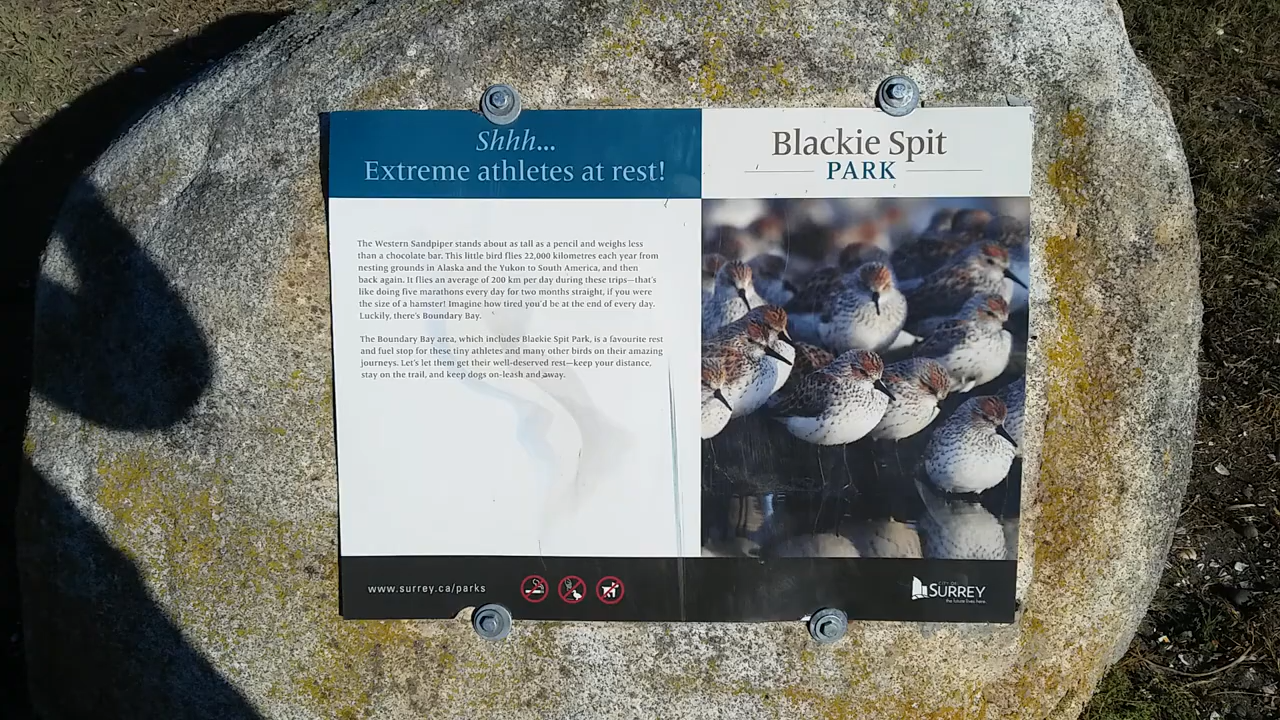 Shhh...
Extreme athletes at rest!
Blackie Spit
PARK
The Western Sandpiper stands about as tall as a pencil and weighs less
than a chocolate bar. This little bird flies 22,000 kilometres each year from
nesting grounds in Alaska and the Yukon to South America, and then
back again. It flies an average of 200 km per day during these trips—that's
like doing five marathons every day for two months straight, if you were
the size of a hamster! Imagine how tired you'd be at the end of every day.
Luckily, there's Boundary Bay.
The Boundary Bay area, which includes Blackie Spit Park, is a favourite rest
and fuel stop for these tiny athletes and many other birds on their amazing
journeys. Let's let them get their well-deserved rest—keep your distance,
stay on the trail, and keep dogs on-leash and away.
www.surrey.ca/parks
CITY OF
SURREY
the future lives here.